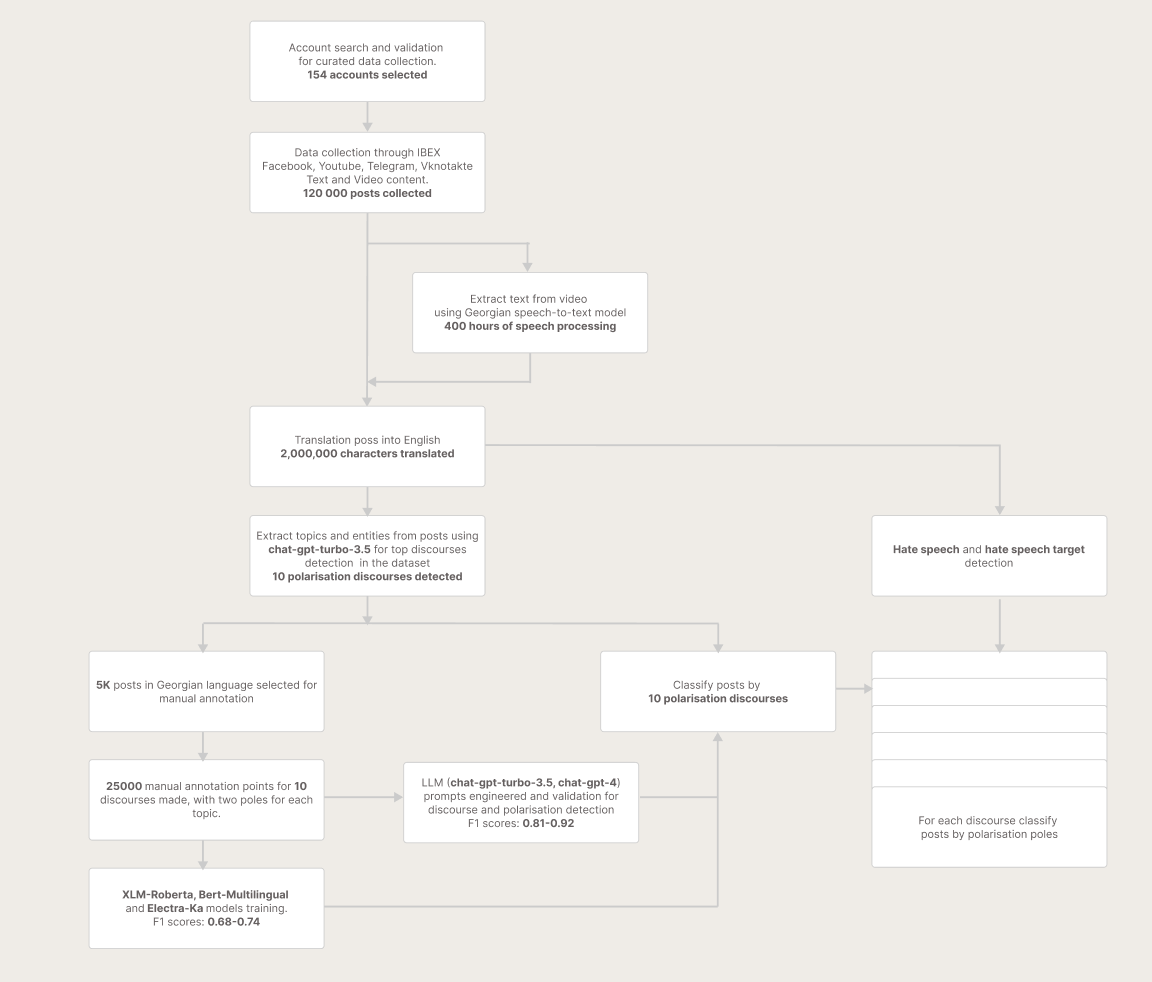 Account search and validation
for curated data collection.
154 accounts selected
Data collection through IBEX
Facebook, Youtube, Telegram, Vknotakte
Text and Video content.
120 000 posts collected
Extract text from video
using Georgian speech-to-text model
400 hours of speech processing
Translation poss into English
2,000,000 characters translated
Extract topics and entities from posts using
chat-gpt-turbo-3.5 for top discourses
detection in the dataset
10 polarisation discourses detected
Hate speech and hate speech target
detection
5K posts in Georgian language selected for
manual annotation
Classify posts by
10 polarisation discourses
25000 manual annotation points for 10
discourses made, with two poles for each
topic.
LLM (chat-gpt-turbo-3.5, chat-gpt-4)
prompts engineered and validation for
discourse and polarisation detection
F1 scores: 0.81-0.92
For each discourse classify
posts by polarisation poles
XLM-Roberta, Bert-Multilingual
and Electra-Ka models training.
F1 scores: 0.68-0.74